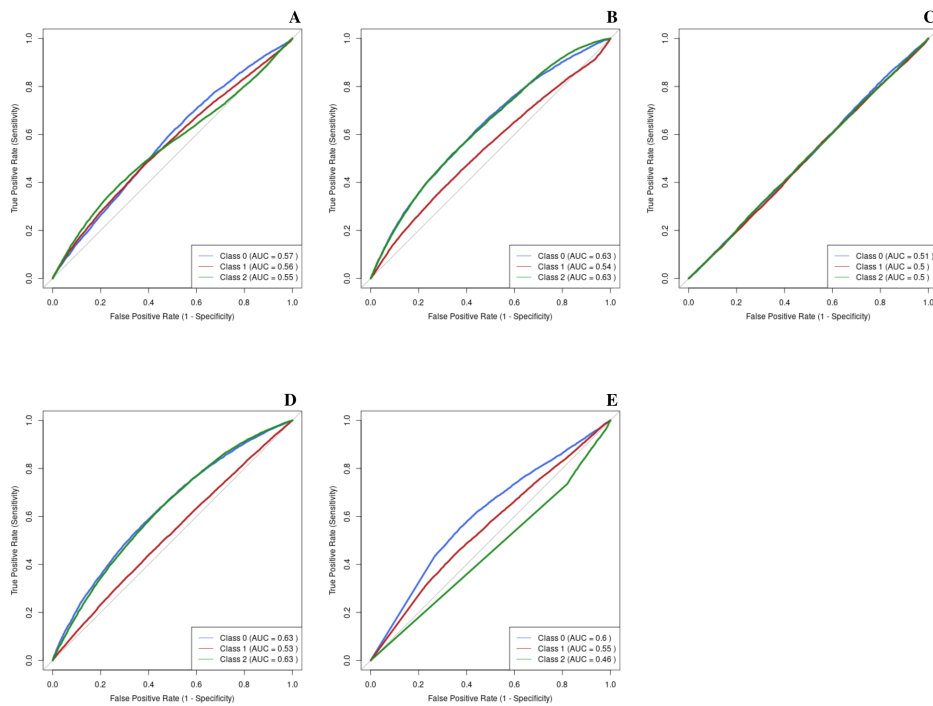 A
True Positive Rate (Sensitivity)
1.0
0.8
0.6
0.4
0.2
0.0
Class 0 (AUC = 0.57 )
Class 1 (AUC = 0.56 )
Class 2 (AUC = 0.55 )
0.0 0.2 0.4 0.6 0.8 1.0
False Positive Rate (1 - Specificity)
B
True Positive Rate (Sensitivity)
1.0
0.8
0.6
0.4
0.2
0.0
Class 0 (AUC = 0.63 )
Class 1 (AUC = 0.54 )
Class 2 (AUC = 0.63 )
0.0 0.2 0.4 0.6 0.8 1.0
False Positive Rate (1 - Specificity)
C
True Positive Rate (Sensitivity)
1.0
0.8
0.6
0.4
0.2
0.0
Class 0 (AUC = 0.51 )
Class 1 (AUC = 0.5 )
Class 2 (AUC = 0.5 )
0.0 0.2 0.4 0.6 0.8 1.0
False Positive Rate (1 - Specificity)
D
True Positive Rate (Sensitivity)
1.0
0.8
0.6
0.4
0.2
0.0
Class 0 (AUC = 0.63 )
Class 1 (AUC = 0.53 )
Class 2 (AUC = 0.63 )
0.0 0.2 0.4 0.6 0.8 1.0
False Positive Rate (1 - Specificity)
E
True Positive Rate (Sensitivity)
1.0
0.8
0.6
0.4
0.2
0.0
Class 0 (AUC = 0.6 )
Class 1 (AUC = 0.55 )
Class 2 (AUC = 0.46 )
0.0 0.2 0.4 0.6 0.8 1.0
False Positive Rate (1 - Specificity)